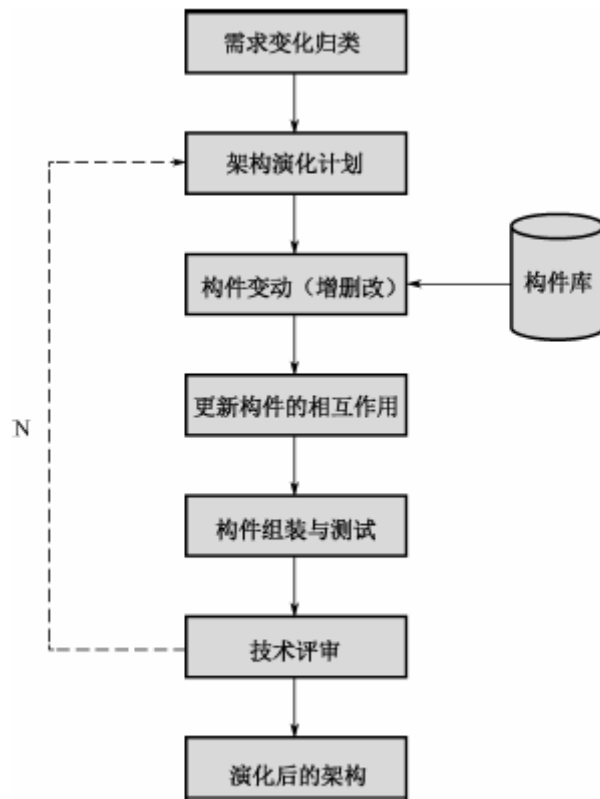 需求变化归类
架构演化计划
构件变动（增删改）
构件库
更新构件的相互作用
N
构件组装与测试
技术评审
演化后的架构